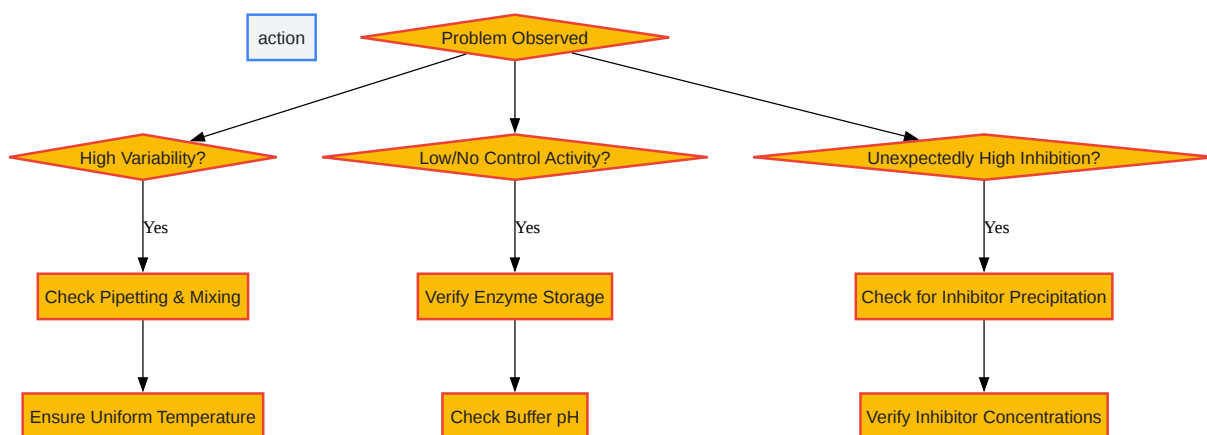 action
Problem Observed
High Variability?
Low/No Control Activity?
Unexpectedly High Inhibition?
Yes
Yes
Yes
Check Pipetting & Mixing
Verify Enzyme Storage
Check for Inhibitor Precipitation
Ensure Uniform Temperature
Check Buffer pH
Verify Inhibitor Concentrations